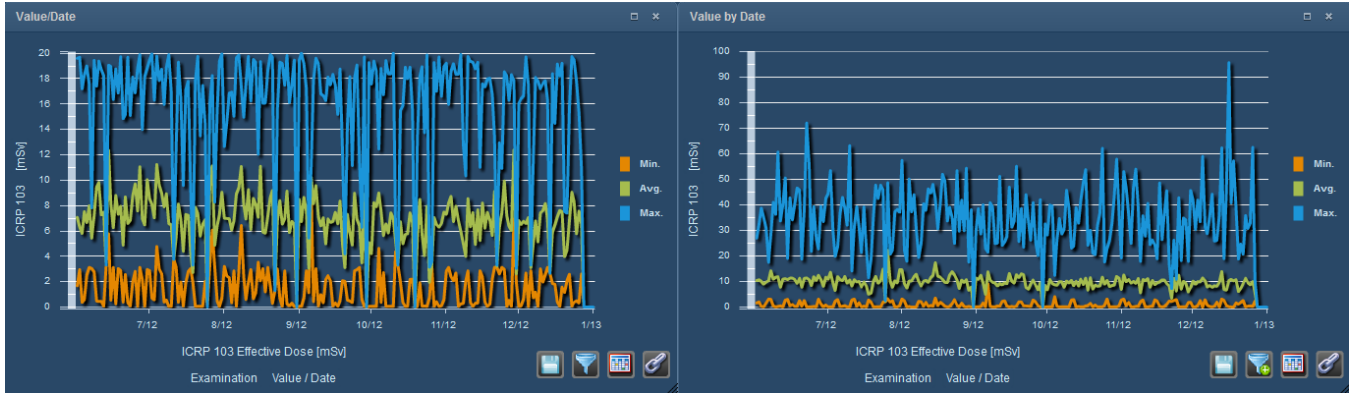 Value/Date
20
18
16
14
12
10
8
6
4
2
0
ICRP 103 [mSv]
7/12
8/12
9/12
10/12
11/12
12/12
1/13
Min.
Avg.
Max.
ICRP 103 Effective Dose [mSv]
Examination Value / Date
Value by Date
100
90
80
70
60
50
40
30
20
10
0
ICRP 103 [mSv]
7/12
8/12
9/12
10/12
11/12
12/12
1/13
Min.
Avg.
Max.
ICRP 103 Effective Dose [mSv]
Examination Value / Date